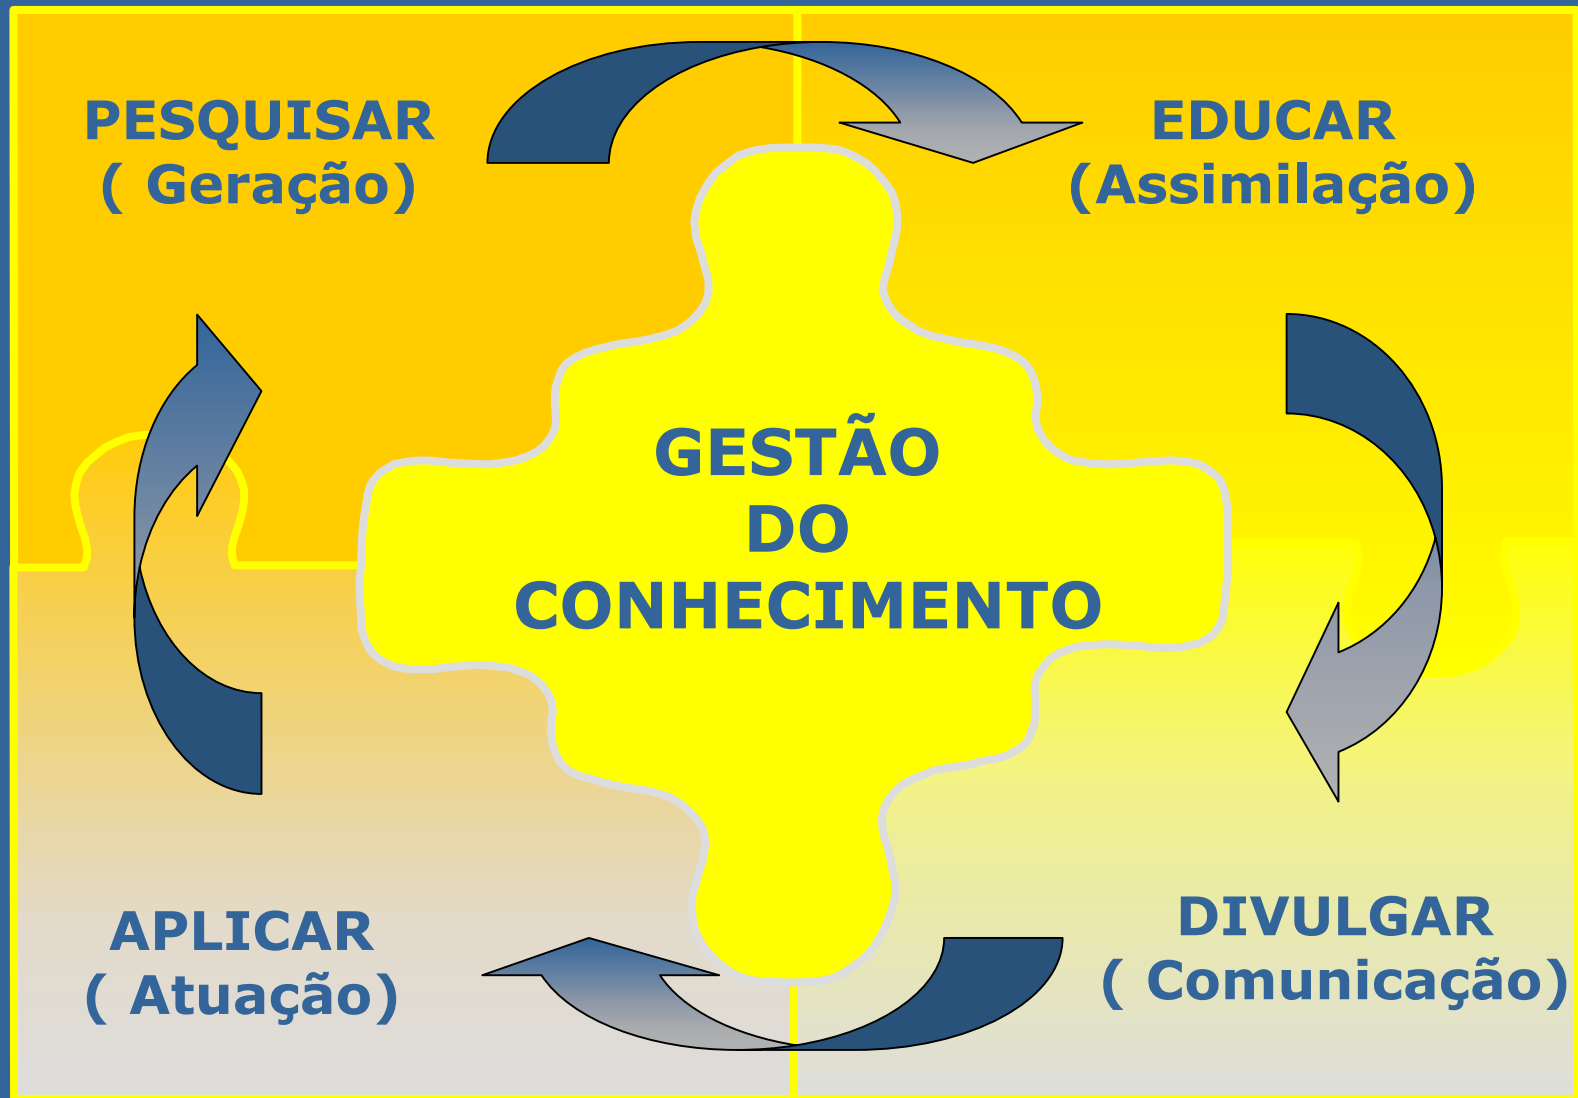 PESQUISAR
( Geração)
EDUCAR
(Assimilação)
GESTÃO
DO
CONHECIMENTO
APLICAR
( Atuação)
DIVULGAR
( Comunicação)